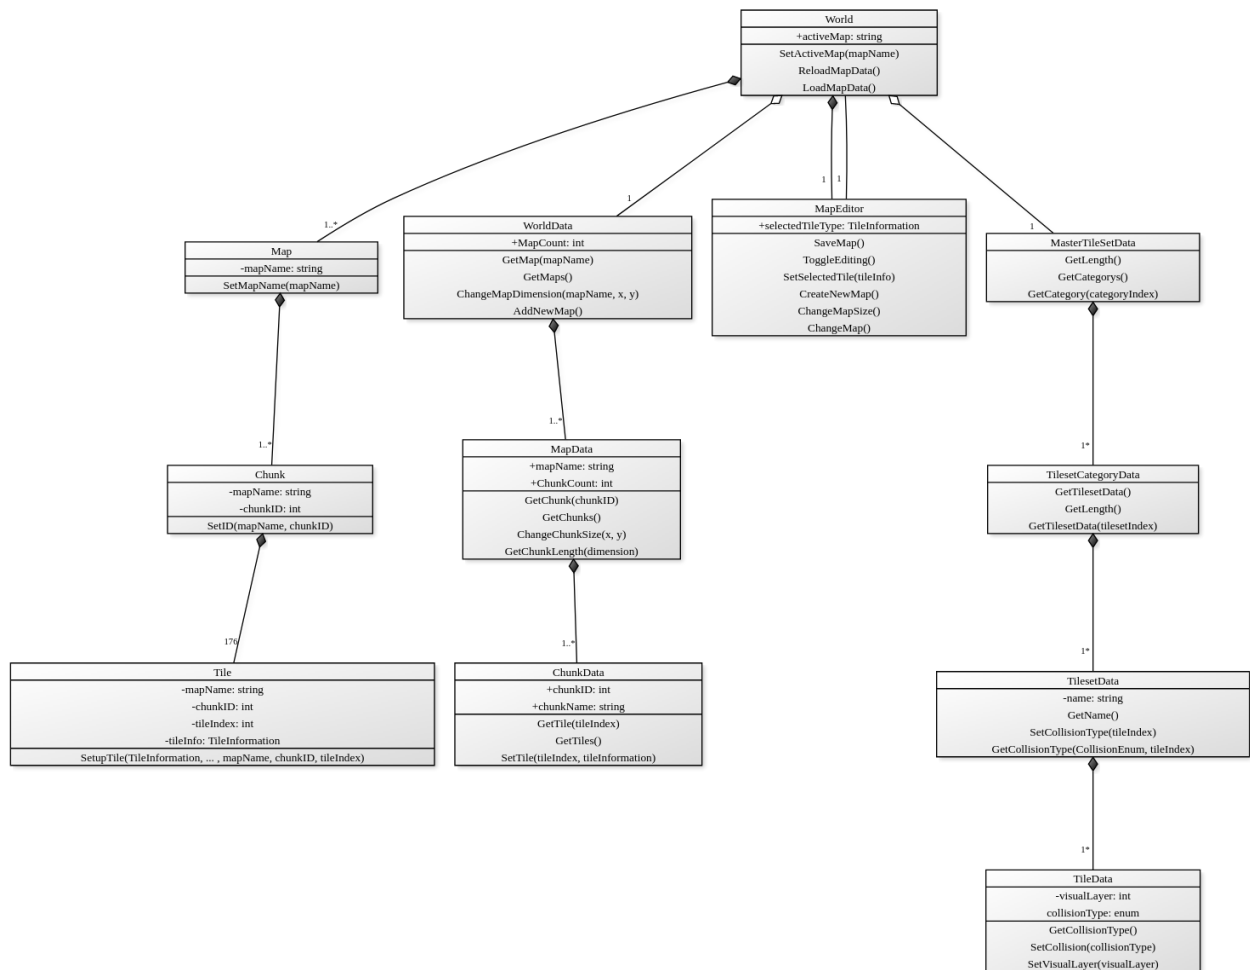 World
+activeMap: string
SetActiveMap(mapName)
ReloadMapData()
LoadMapData()
1..*
1
1
1
1
Map
-mapName: string
SetMapName(mapName)
WorldData
+MapCount: int
GetMap(mapName)
GetMaps()
ChangeMapDimension(mapName, x, y)
AddNewMap()
MapEditor
+selectedTileType: TileInformation
SaveMap()
ToggleEditing()
SetSelectedTile(tileInfo)
CreateNewMap()
ChangeMapSize()
ChangeMap()
MasterTileSetData
GetLength()
GetCategorys()
GetCategory(categoryIndex)
1..*
1..*
1*
Chunk
-mapName: string
-chunkID: int
SetID(mapName, chunkID)
MapData
+mapName: string
+ChunkCount: int
GetChunk(chunkID)
GetChunks()
ChangeChunkSize(x, y)
GetChunkLength(dimension)
TilesetCategoryData
GetTilesetData()
GetLength()
GetTilesetData(tilesetIndex)
176
1..*
1*
Tile
-mapName: string
-chunkID: int
-tileIndex: int
-tileInfo: TileInformation
SetupTile(TileInformation, ... , mapName, chunkID, tileIndex)
ChunkData
+chunkID: int
+chunkName: string
GetTile(tileIndex)
GetTiles()
SetTile(tileIndex, tileInformation)
TilesetData
-name: string
GetName()
SetCollisionType(tileIndex)
GetCollisionType(CollisionEnum, tileIndex)
1*
TileData
-visualLayer: int
collisionType: enum
GetCollisionType()
SetCollision(collisionType)
SetVisualLayer(visualLayer)